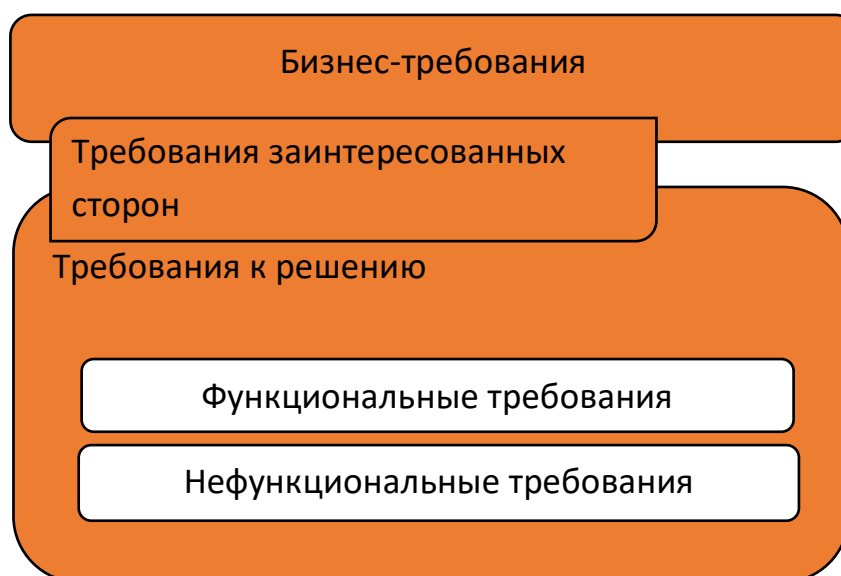 Бизнес-требования
Требования заинтересованных
сторон
Требования к решению
Функциональные требования
Нефункциональные требования